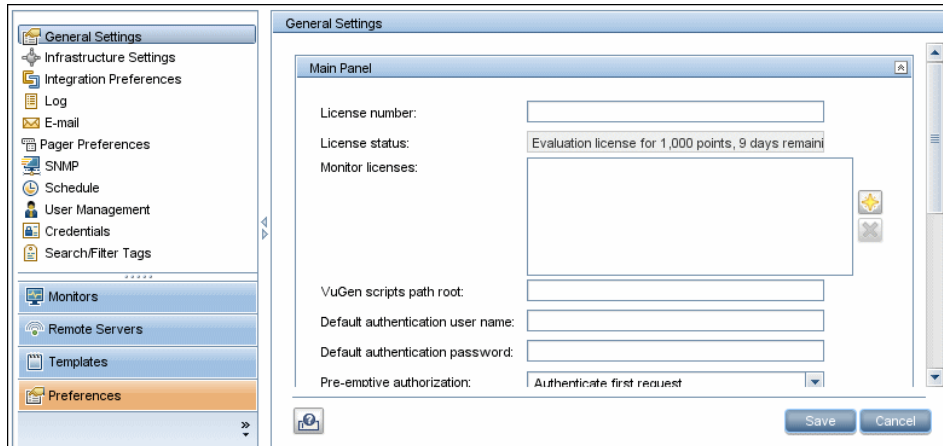 General Settings
Infrastructure Settings
Integration Preferences
Log
E-mail
Pager Preferences
SNMP
Schedule
User Management
Credentials
Search/Filter Tags
Monitors
Remote Servers
Templates
Preferences
General Settings
Main Panel
License number:
License status: Evaluation license for 1,000 points, 9 days remaini
Monitor licenses:
VuGen scripts path root:
Default authentication user name:
Default authentication password:
Pre-emptive authorization: Authenticate first request
Save Cancel